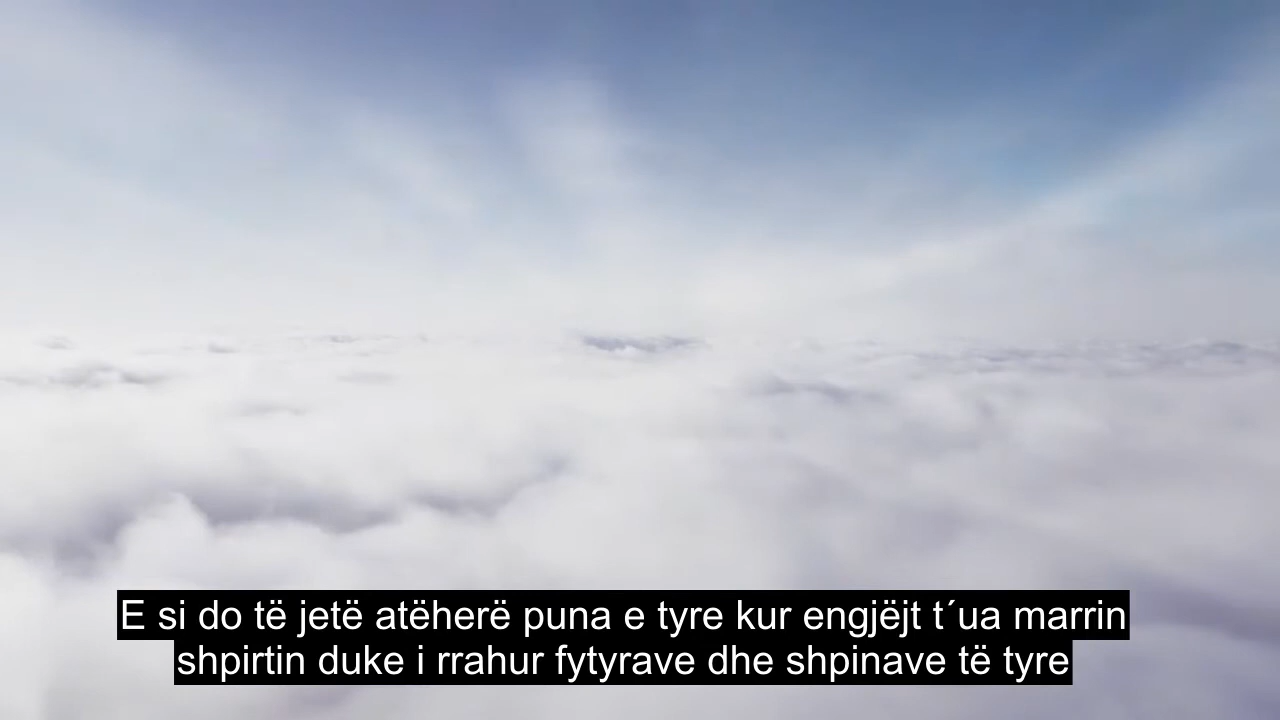 E si do të jetë atëherë puna e tyre kur engjëjt t´ua marrin
shpirtin duke i rrahur fytyrave dhe shpinave të tyre